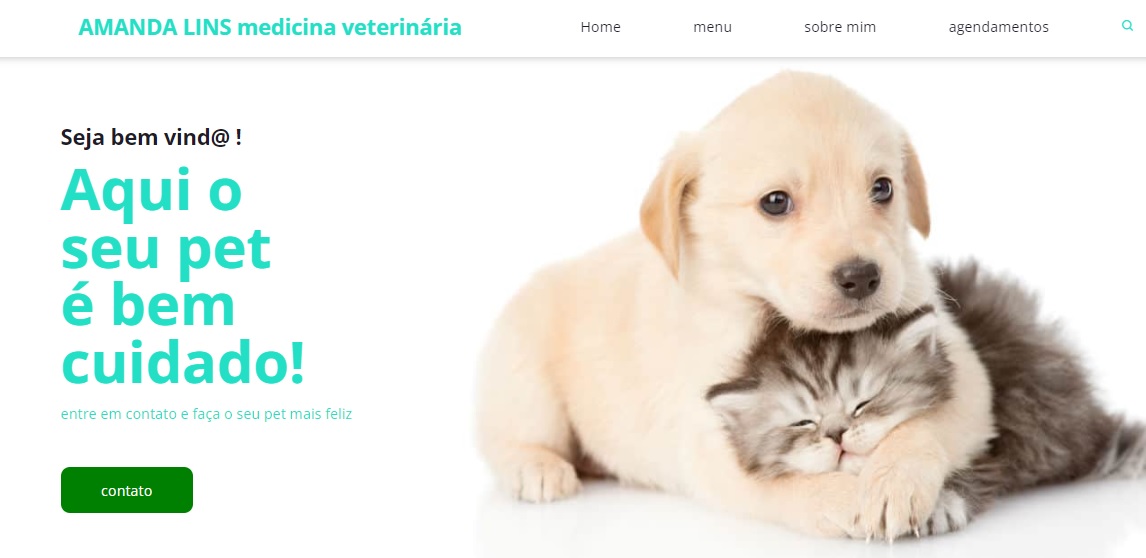 AMANDA LINS medicina veterinária
Home
menu
sobre mim
agendamentos
Seja bem vind@ !
Aqui o
seu pet
é bem
cuidado!
entre em contato e faça o seu pet mais feliz
contato